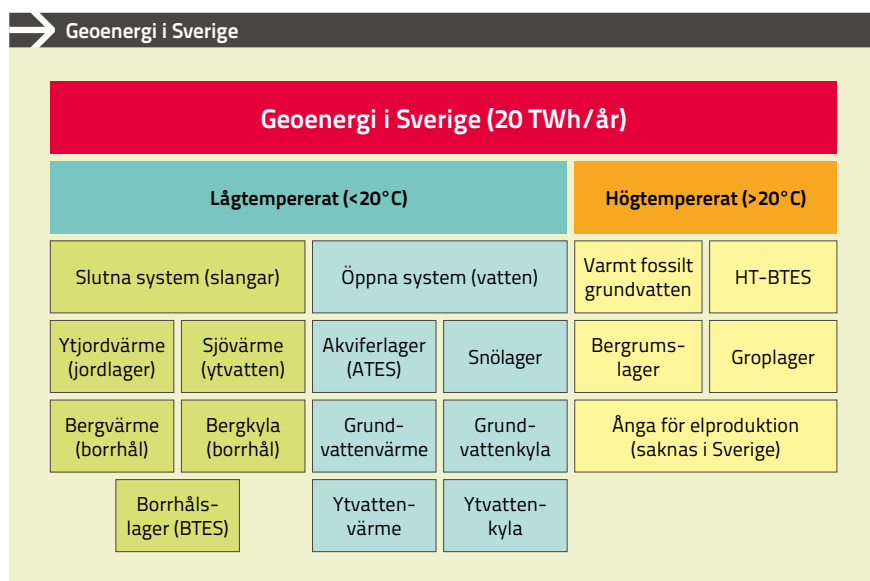 Geoenergi i Sverige
Geoenergi i Sverige (20 TWh/år)
Lågtempererat (<20°C)
Högtempererat (>20°C)
Slutna system (slangar)
Öppna system (vatten)
Varmt fossilt
grundvatten
HT-BTES
Ytjordvärme
(jordlager)
Sjövärme
(ytvatten)
Akviferlager
(ATES)
Snölager
Bergrums-
lager
Groplager
Bergvärme
(borrhål)
Bergkyla
(borrhål)
Grund-
vattenvärme
Grund-
vattenkyla
Ånga för elproduktion
(saknas i Sverige)
Borrhåls-
lager (BTES)
Ytvatten-
värme
Ytvatten-
kyla